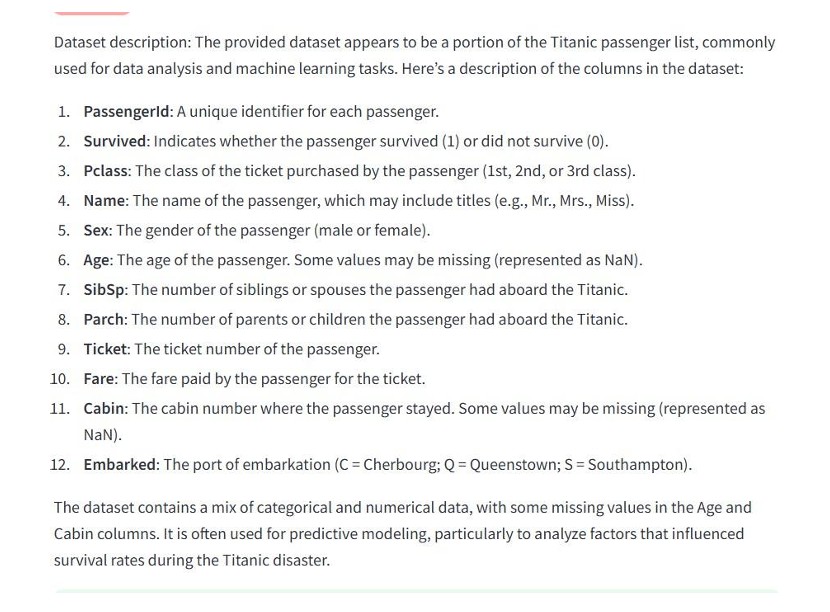 Dataset description: The provided dataset appears to be a portion of the Titanic passenger list, commonly
used for data analysis and machine learning tasks. Here’s a description of the columns in the dataset:
1. PassengerId: A unique identifier for each passenger.
2. Survived: Indicates whether the passenger survived (1) or did not survive (0).
3. Pclass: The class of the ticket purchased by the passenger (1st, 2nd, or 3rd class).
4. Name: The name of the passenger, which may include titles (e.g., Mr., Mrs., Miss).
5. Sex: The gender of the passenger (male or female).
6. Age: The age of the passenger. Some values may be missing (represented as NaN).
7. SibSp: The number of siblings or spouses the passenger had aboard the Titanic.
8. Parch: The number of parents or children the passenger had aboard the Titanic.
9. Ticket: The ticket number of the passenger.
10. Fare: The fare paid by the passenger for the ticket.
11. Cabin: The cabin number where the passenger stayed. Some values may be missing (represented as
NaN).
12. Embarked: The port of embarkation (C = Cherbourg; Q = Queenstown; S = Southampton).
The dataset contains a mix of categorical and numerical data, with some missing values in the Age and
Cabin columns. It is often used for predictive modeling, particularly to analyze factors that influenced
survival rates during the Titanic disaster.